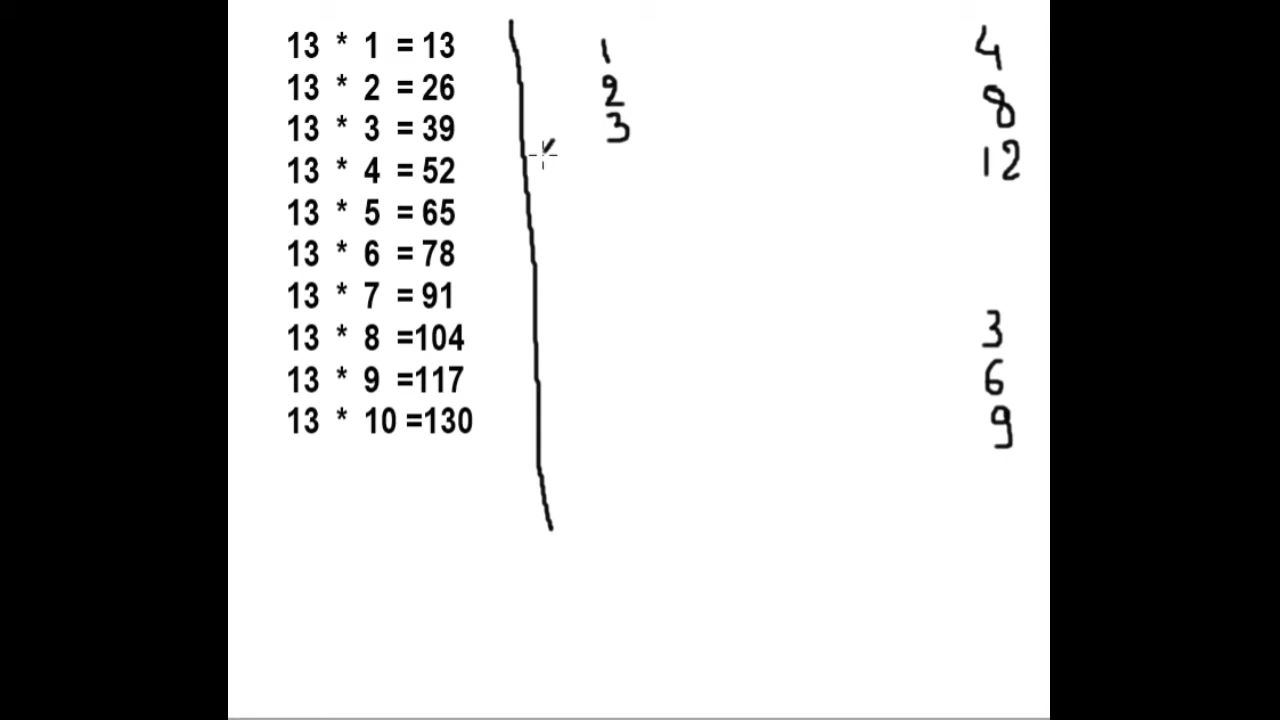 13 * 1 = 13
13 * 2 = 26
13 * 3 = 39
13 * 4 = 52
13 * 5 = 65
13 * 6 = 78
13 * 7 = 91
13 * 8 =104
13 * 9 =117
13 * 10 =130
1
2
3
4
8
12
3
6
9